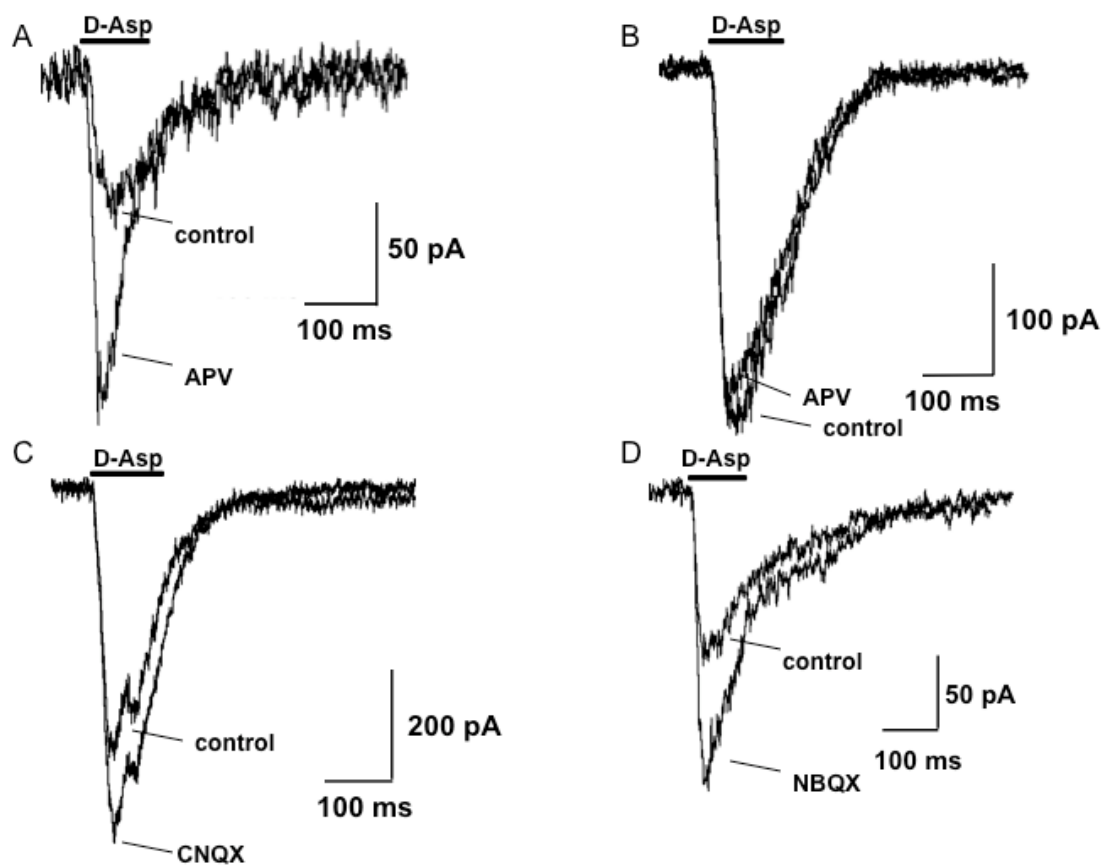 A
D-Asp
control
50 pA
100 ms
APV
B
D-Asp
100 pA
APV
100 ms
control
C
D-Asp
control
200 pA
100 ms
CNQX
D
D-Asp
control
50 pA
100 ms
NBQX